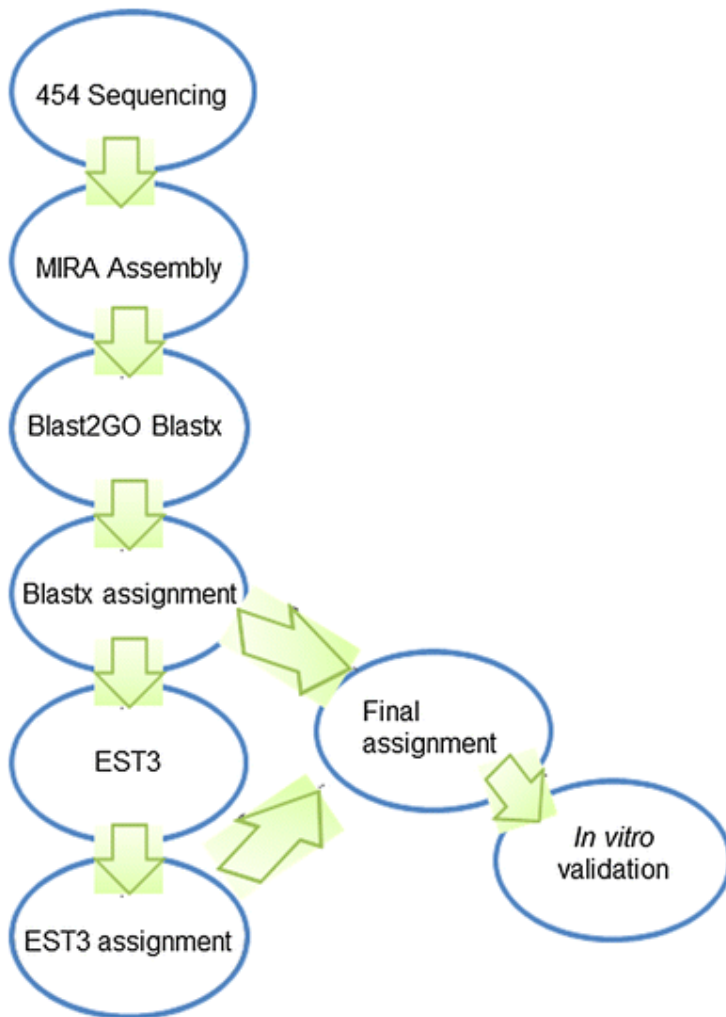 454 Sequencing
MIRA Assembly
Blast2GO Blastx
Blastx assignment
EST3
EST3 assignment
Final
assignment
In vitro
validation